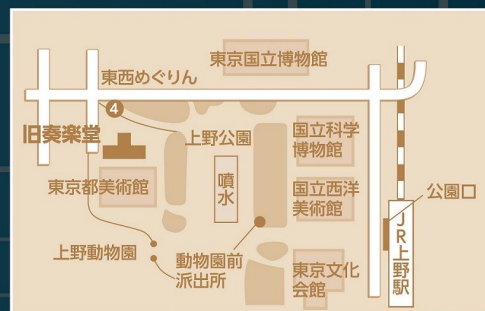 東京国立博物館
東西めぐりん
4
旧奏楽堂
上野公園
国立科学
博物館
東京都美術館
噴水
国立西洋
美術館
公園口
JR上野駅
上野動物園
動物園前
派出所
東京文化
会館